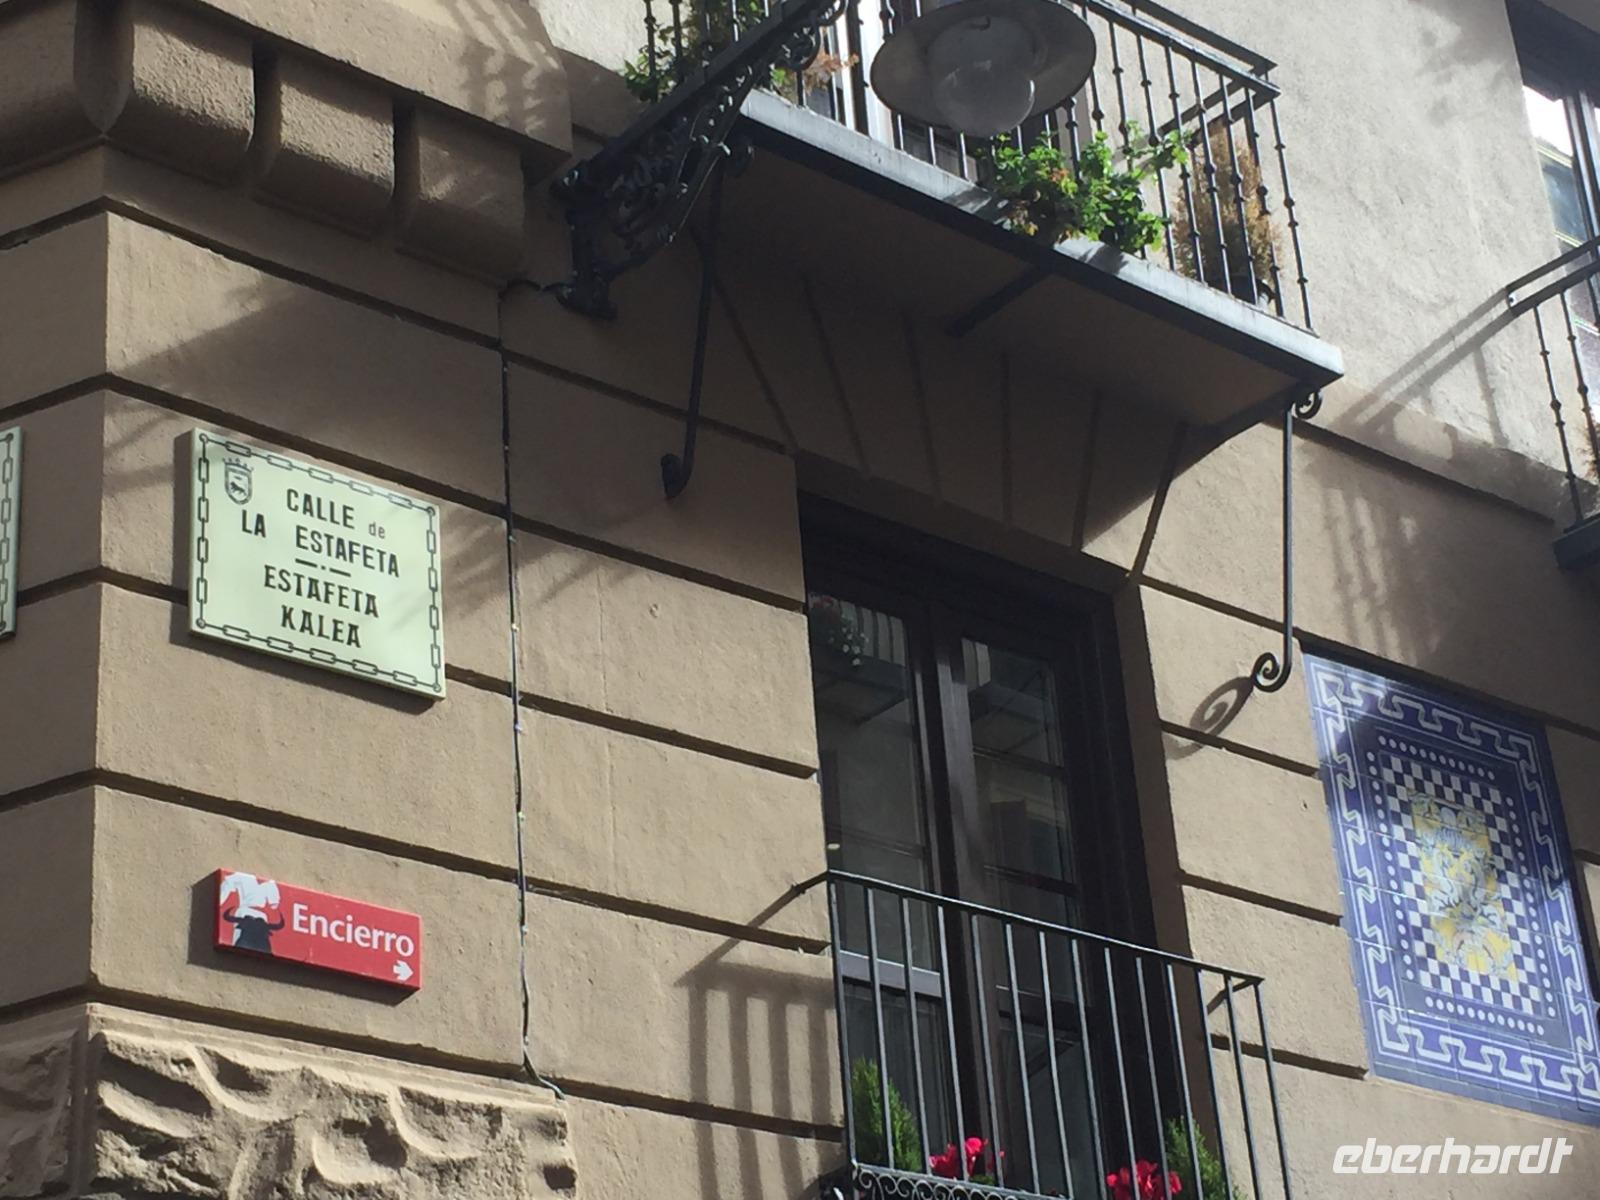 CALLE de
LA ESTAFETA
ESTAFETA
KALEA
Encierro
eberhardt